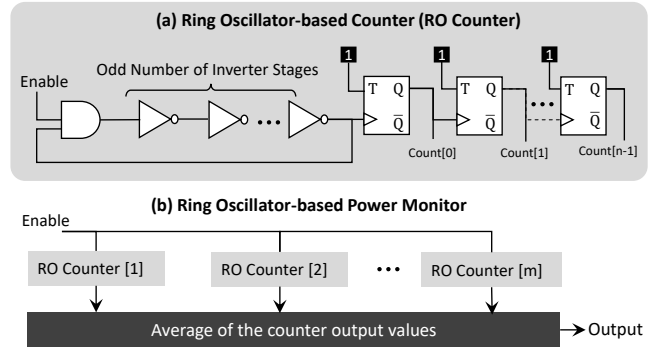 (a) Ring Oscillator-based Counter (RO Counter)
1 1 1
Odd Number of Inverter Stages
Enable
T Q T Q T Q
Q̅ Q̅ Q̅
Count[0] Count[1] Count[n-1]
(b) Ring Oscillator-based Power Monitor
Enable
RO Counter [1] RO Counter [2] ••• RO Counter [m]
Average of the counter output values Output